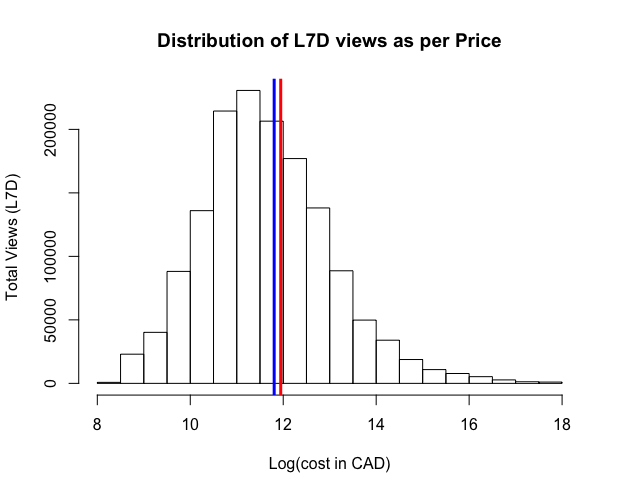 Distribution of L7D views as per Price
Total Views (L7D)
200000
100000
50000
0
8 10 12 14 16 18
Log(cost in CAD)